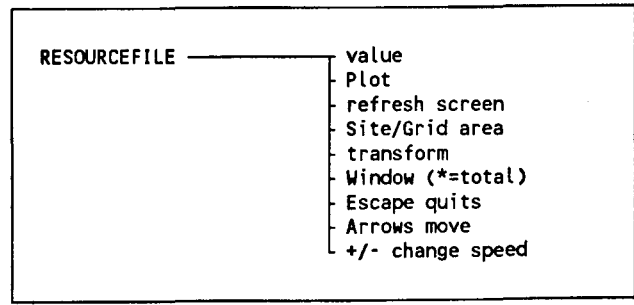 RESOURCEFILE value
Plot
refresh screen
Site/Grid area
transform
Window (*=total)
Escape quits
Arrows move
+/- change speed